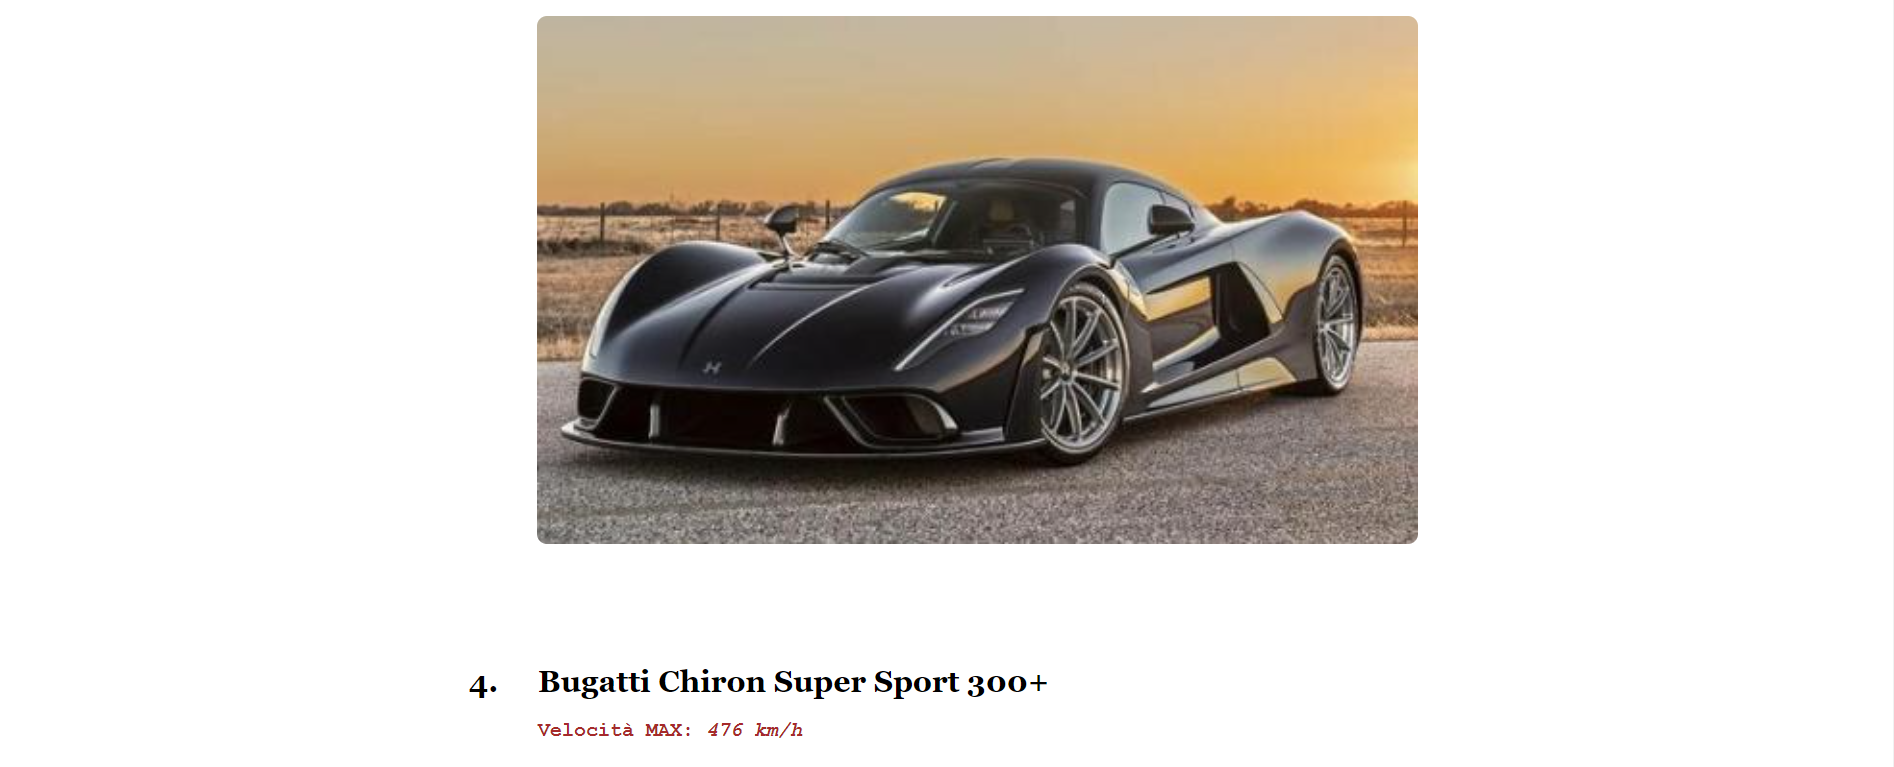 4. Bugatti Chiron Super Sport 300+
Velocità MAX: 476 km/h